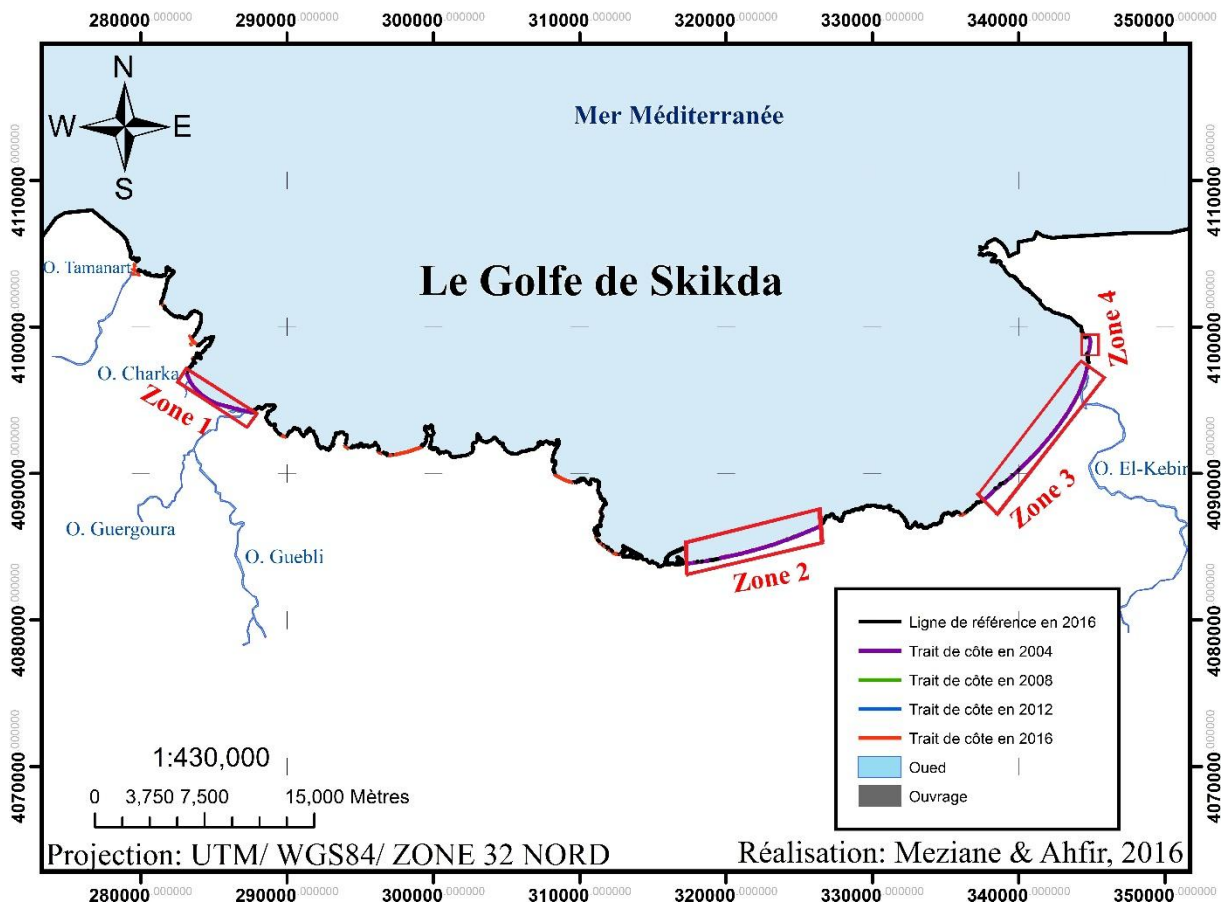 280000.000000 290000.000000 300000.000000 310000.000000 320000.000000 330000.000000 340000.000000 350000.000000
N
W E
S
Mer Méditerranée
4110000.000000 4110000.000000
O. Tamanart
Le Golfe de Skikda
4100000.000000 4100000.000000
Zone 4
O. Charka
Zone 1
4090000.000000 4090000.000000
O. El-Kebir
Zone 3
O. Guergoura
O. Guebli
Zone 2
4080000.000000 4080000.000000
Ligne de référence en 2016
Trait de côte en 2004
Trait de côte en 2008
Trait de côte en 2012
Trait de côte en 2016
Oued
Ouvrage
4070000.000000 4070000.000000
1:430,000
0 3,750 7,500 15,000 Mètres
Projection: UTM/ WGS84/ ZONE 32 NORD
Réalisation: Meziane & Ahfir, 2016
280000.000000 290000.000000 300000.000000 310000.000000 320000.000000 330000.000000 340000.000000 350000.000000